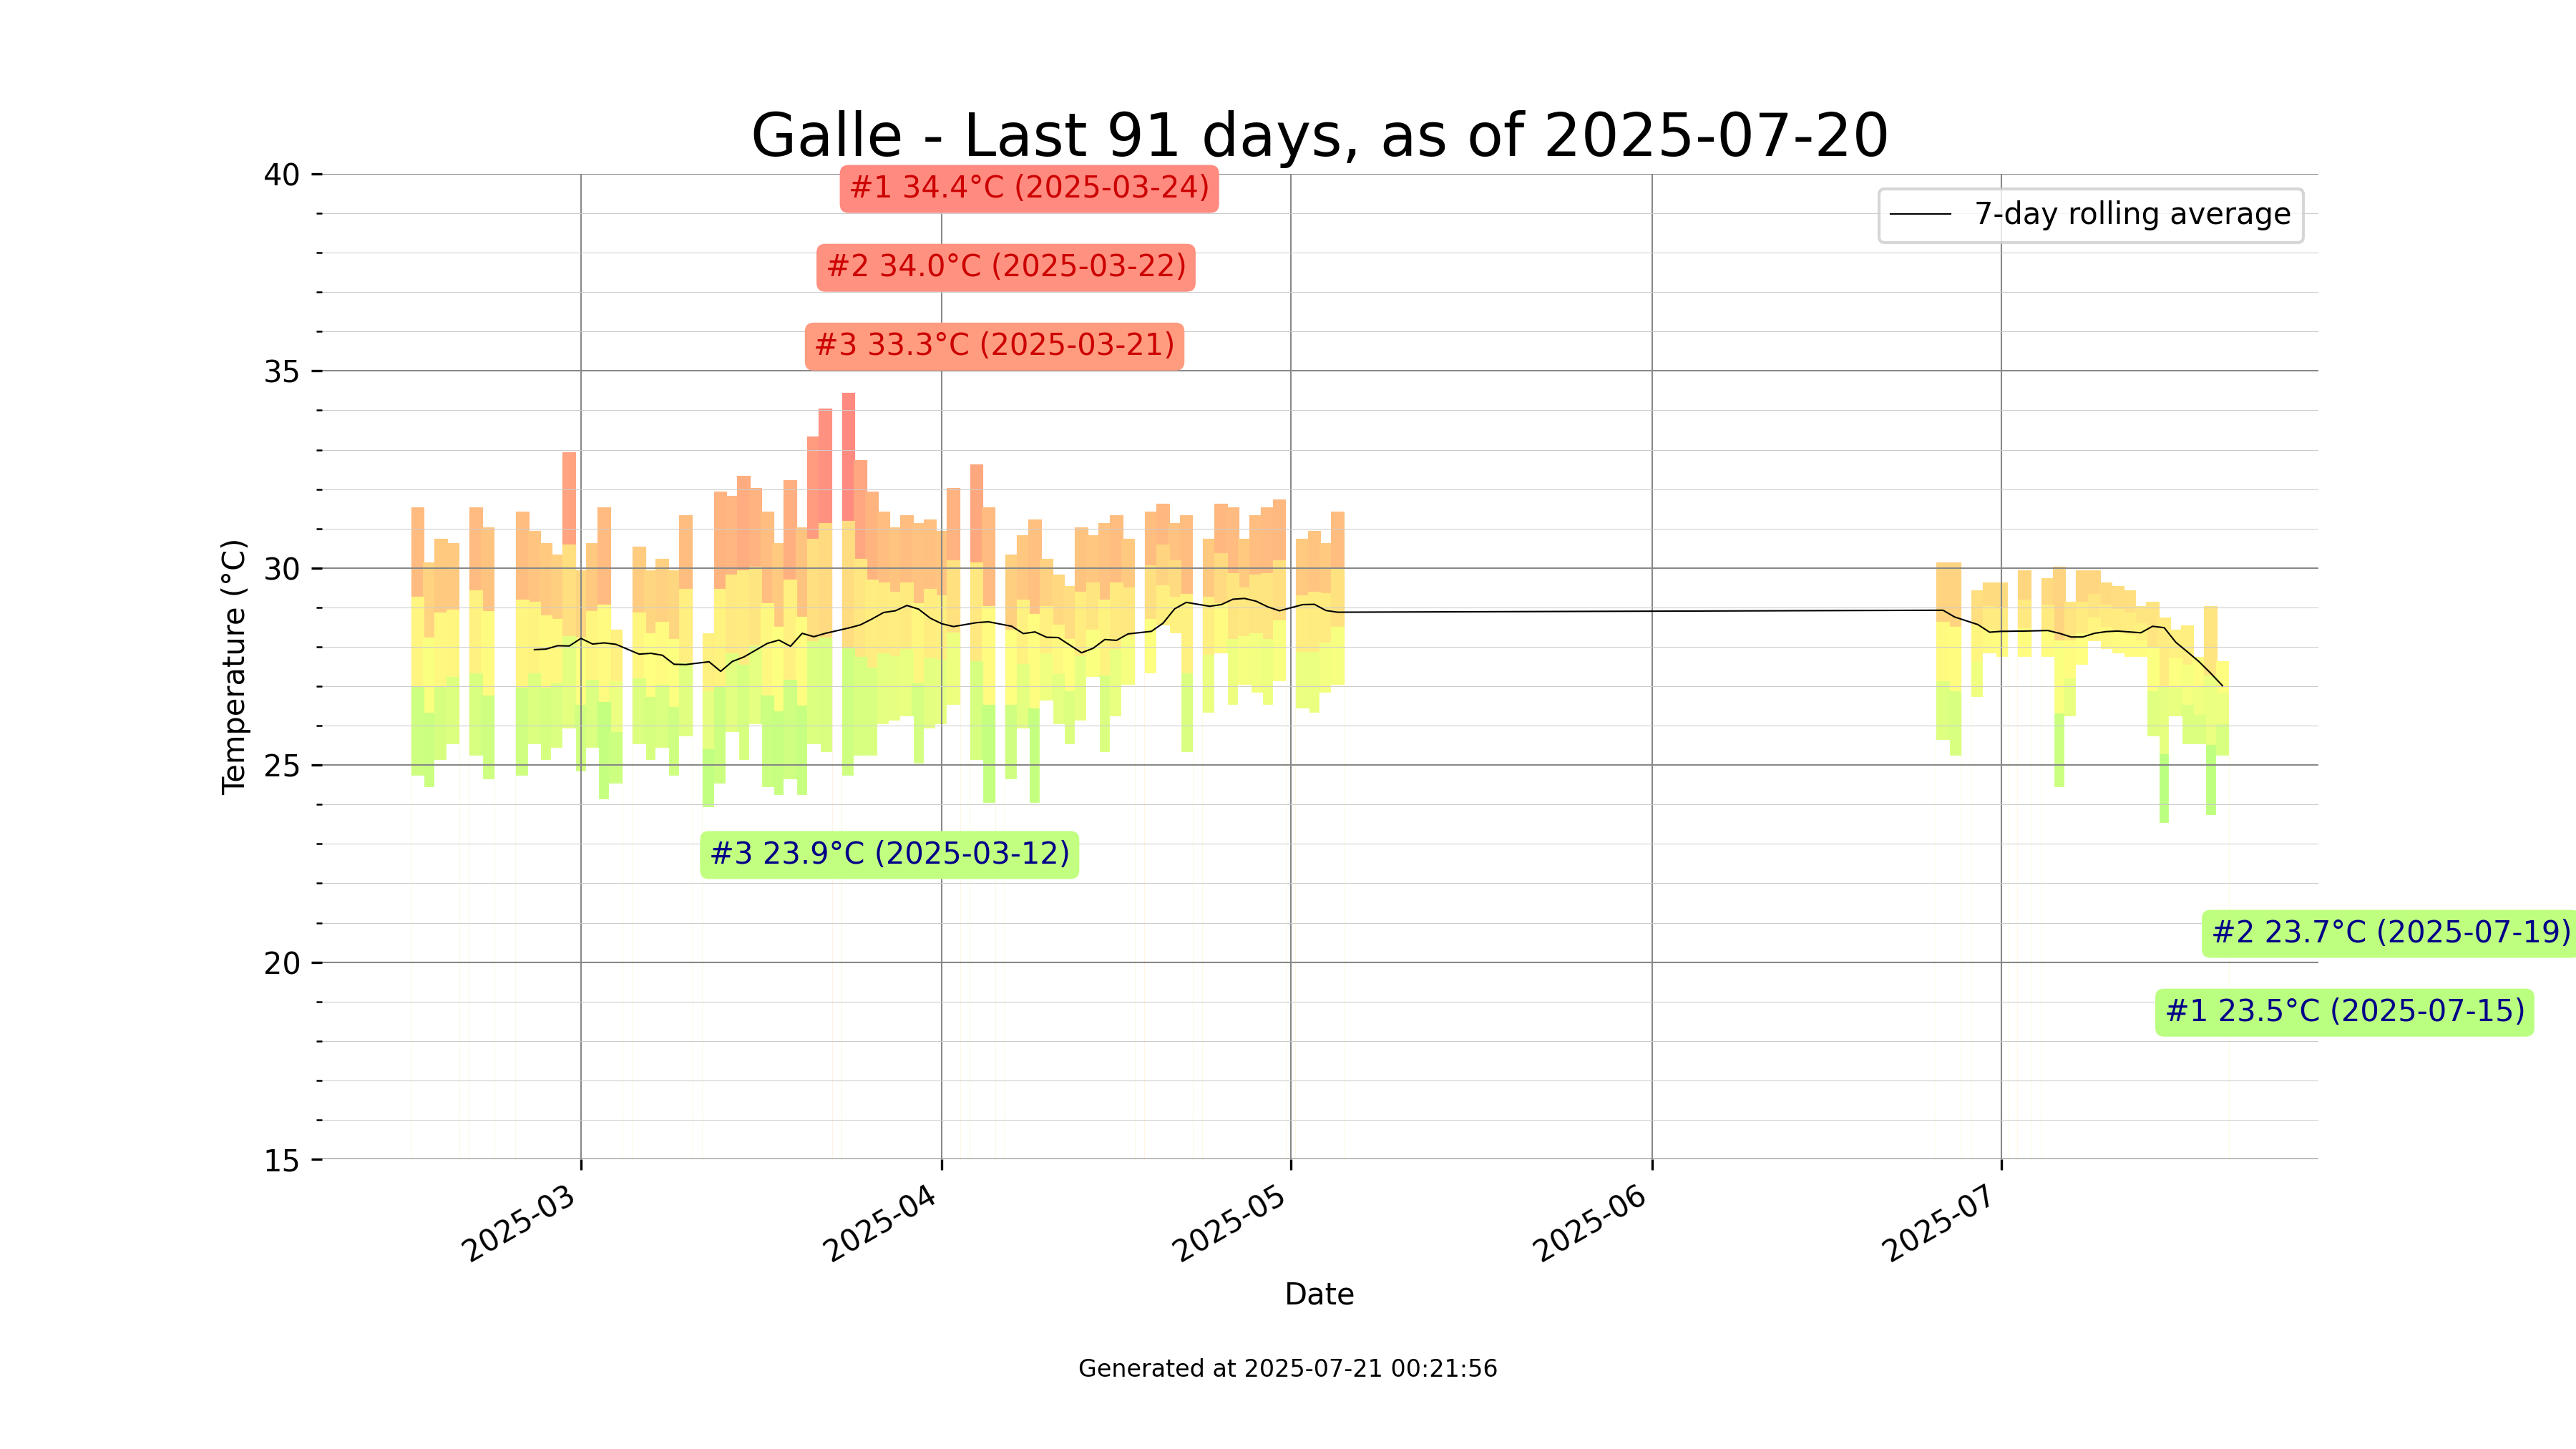 Galle - Last 91 days, as of 2025-07-20
40
#1 34.4°C (2025-03-24)
7-day rolling average
#2 34.0°C (2025-03-22)
#3 33.3°C (2025-03-21)
35
30
Temperature (°C)
25
#3 23.9°C (2025-03-12)
#2 23.7°C (2025-07-19)
20
#1 23.5°C (2025-07-15)
15
2025-03
2025-04
2025-05
2025-06
2025-07
Date
Generated at 2025-07-21 00:21:56